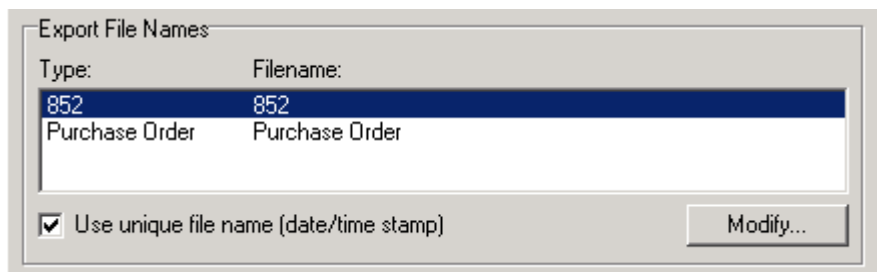 Export File Names
Type: Filename:
852 852
Purchase Order Purchase Order
Use unique file name (date/time stamp) Modify...